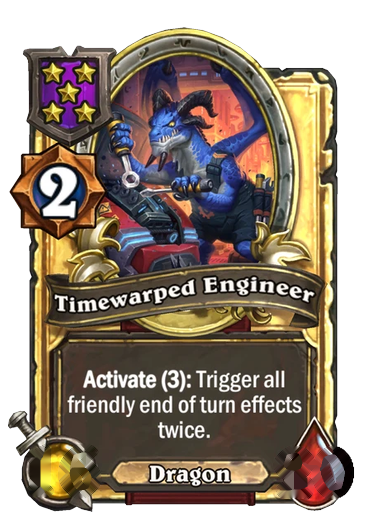 2
Timewarped Engineer
Activate (3): Trigger all
friendly end of turn effects
twice.
Dragon